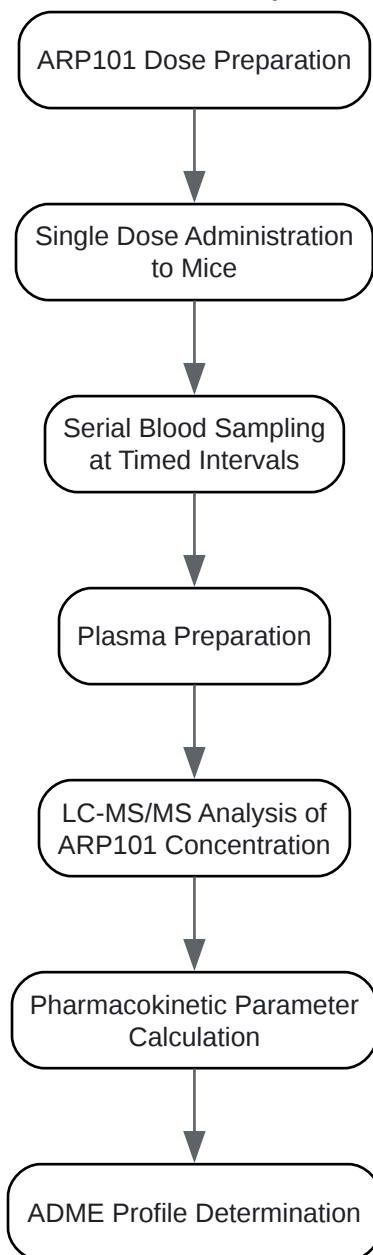 ARP101 Dose Preparation
Single Dose Administration
to Mice
Serial Blood Sampling
at Timed Intervals
Plasma Preparation
LC-MS/MS Analysis of
ARP101 Concentration
Pharmacokinetic Parameter
Calculation
ADME Profile Determination